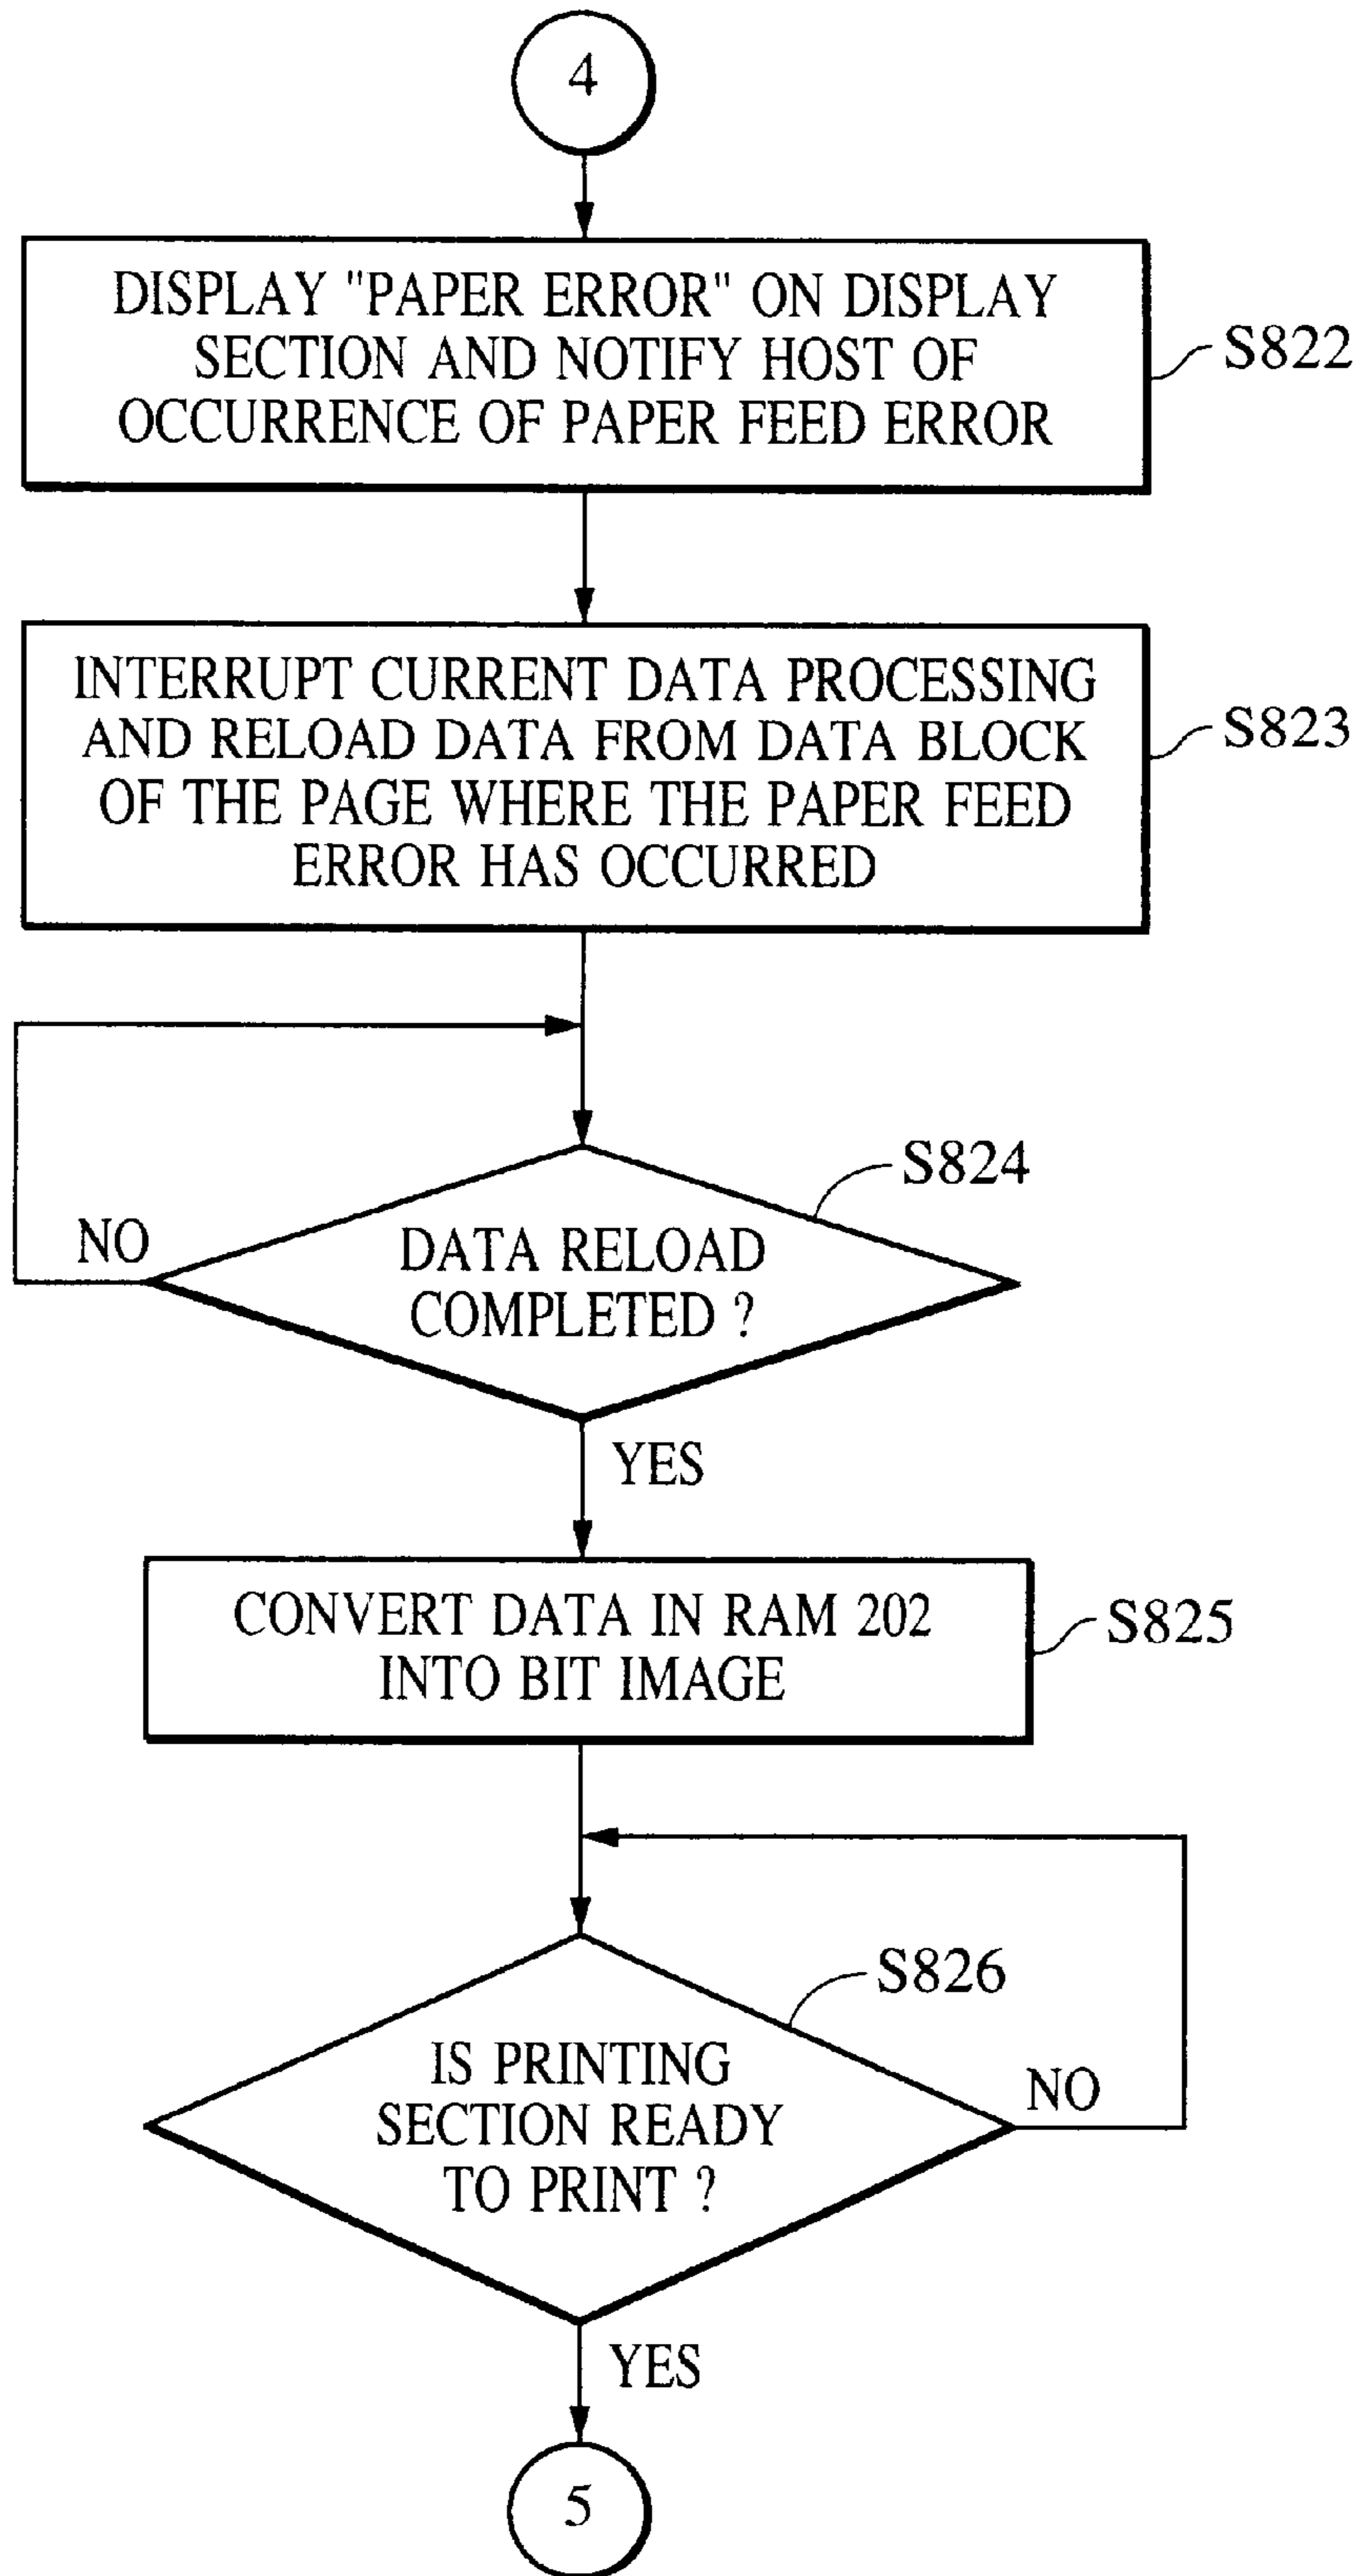 4
DISPLAY "PAPER ERROR" ON DISPLAY
SECTION AND NOTIFY HOST OF
OCCURRENCE OF PAPER FEED ERROR
S822
INTERRUPT CURRENT DATA PROCESSING
AND RELOAD DATA FROM DATA BLOCK
OF THE PAGE WHERE THE PAPER FEED
ERROR HAS OCCURRED
S823
S824
DATA RELOAD
COMPLETED ?
NO
YES
CONVERT DATA IN RAM 202
INTO BIT IMAGE
S825
S826
IS PRINTING
SECTION READY
TO PRINT ?
NO
YES
5